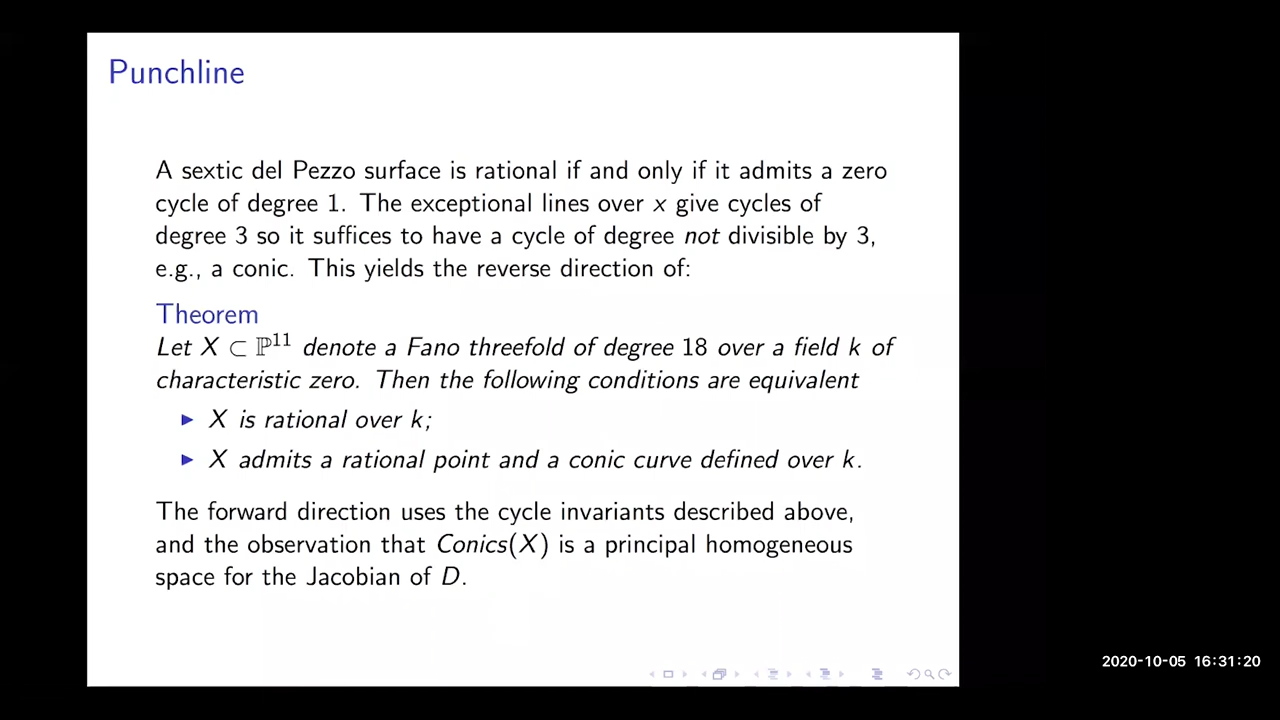 Punchline
A sextic del Pezzo surface is rational if and only if it admits a zero
cycle of degree 1. The exceptional lines over x give cycles of
degree 3 so it suffices to have a cycle of degree not divisible by 3,
e.g., a conic. This yields the reverse direction of:
Theorem
Let X ⊂ ℙ¹¹ denote a Fano threefold of degree 18 over a field k of
characteristic zero. Then the following conditions are equivalent
▶ X is rational over k;
▶ X admits a rational point and a conic curve defined over k.
The forward direction uses the cycle invariants described above,
and the observation that Conics(X) is a principal homogeneous
space for the Jacobian of D.
2020-10-05 16:31:20